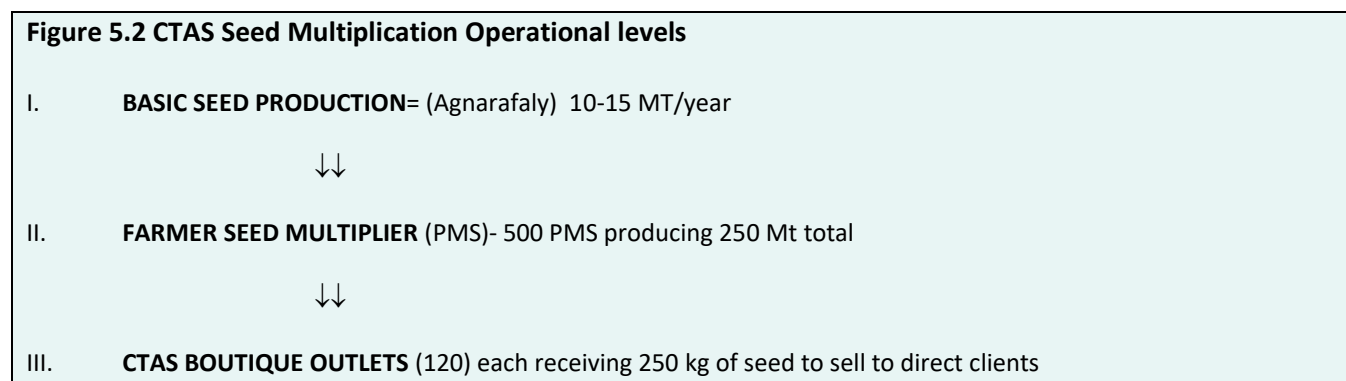 Figure 5.2 CTAS Seed Multiplication Operational levels
I. BASIC SEED PRODUCTION= (Agnarafaly) 10-15 MT/year
↓↓
II. FARMER SEED MULTIPLIER (PMS)- 500 PMS producing 250 Mt total
↓↓
III. CTAS BOUTIQUE OUTLETS (120) each receiving 250 kg of seed to sell to direct clients